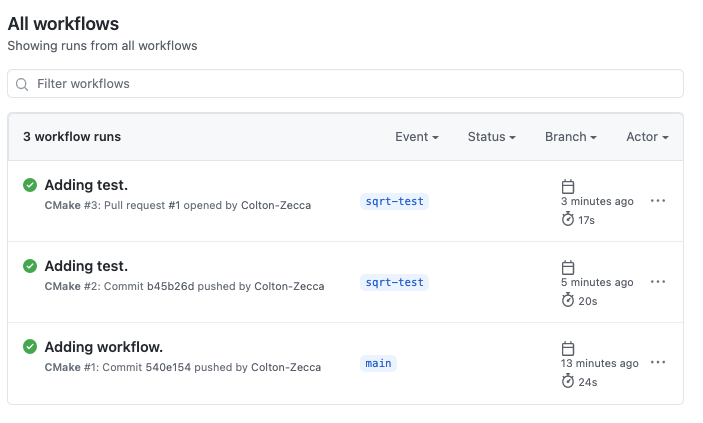 All workflows
Showing runs from all workflows
Filter workflows
3 workflow runs Event Status Branch Actor
Adding test.
CMake #3: Pull request #1 opened by Colton-Zecca
sqrt-test
3 minutes ago
17s
Adding test.
CMake #2: Commit b45b26d pushed by Colton-Zecca
sqrt-test
5 minutes ago
20s
Adding workflow.
CMake #1: Commit 540e154 pushed by Colton-Zecca
main
13 minutes ago
24s